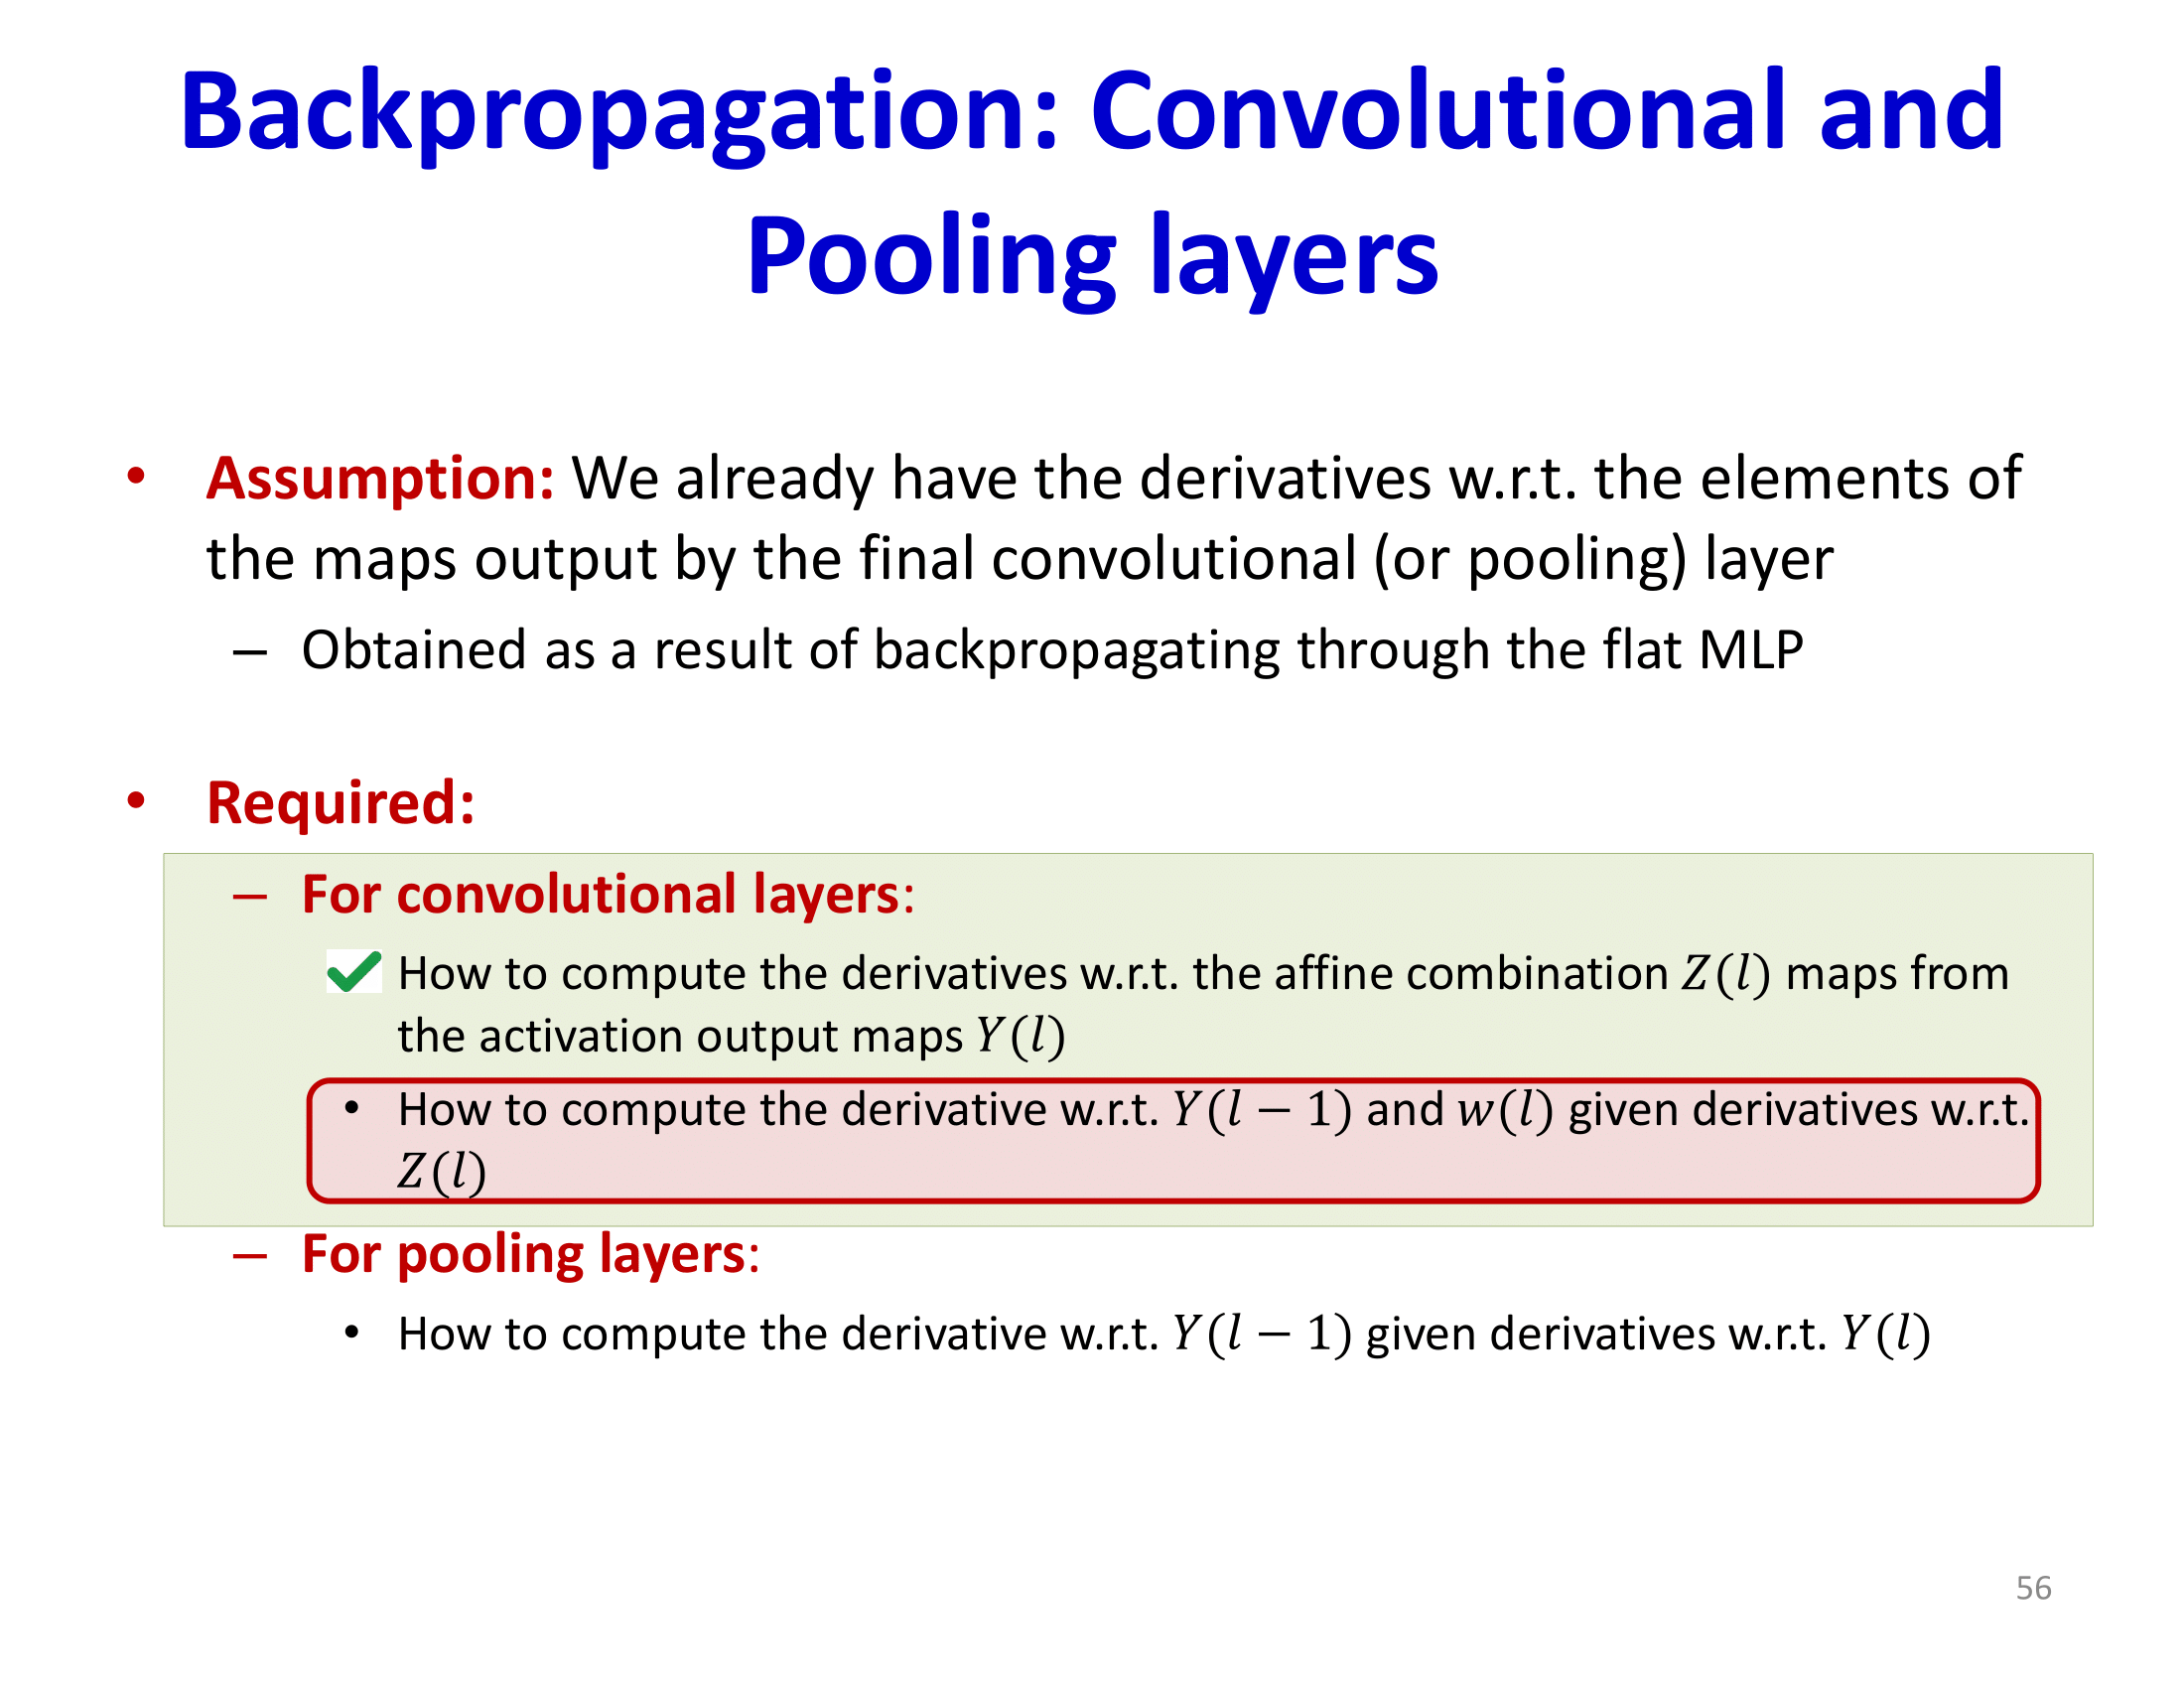 Backpropagation: Convolutional and
Pooling layers
• Assumption: We already have the derivatives w.r.t. the elements of
the maps output by the final convolutional (or pooling) layer
– Obtained as a result of backpropagating through the flat MLP
• Required:
– For convolutional layers:
How to compute the derivatives w.r.t. the affine combination Z(l) maps from
the activation output maps Y(l)
• How to compute the derivative w.r.t. Y(l − 1) and w(l) given derivatives w.r.t.
Z(l)
– For pooling layers:
• How to compute the derivative w.r.t. Y(l − 1) given derivatives w.r.t. Y(l)
56